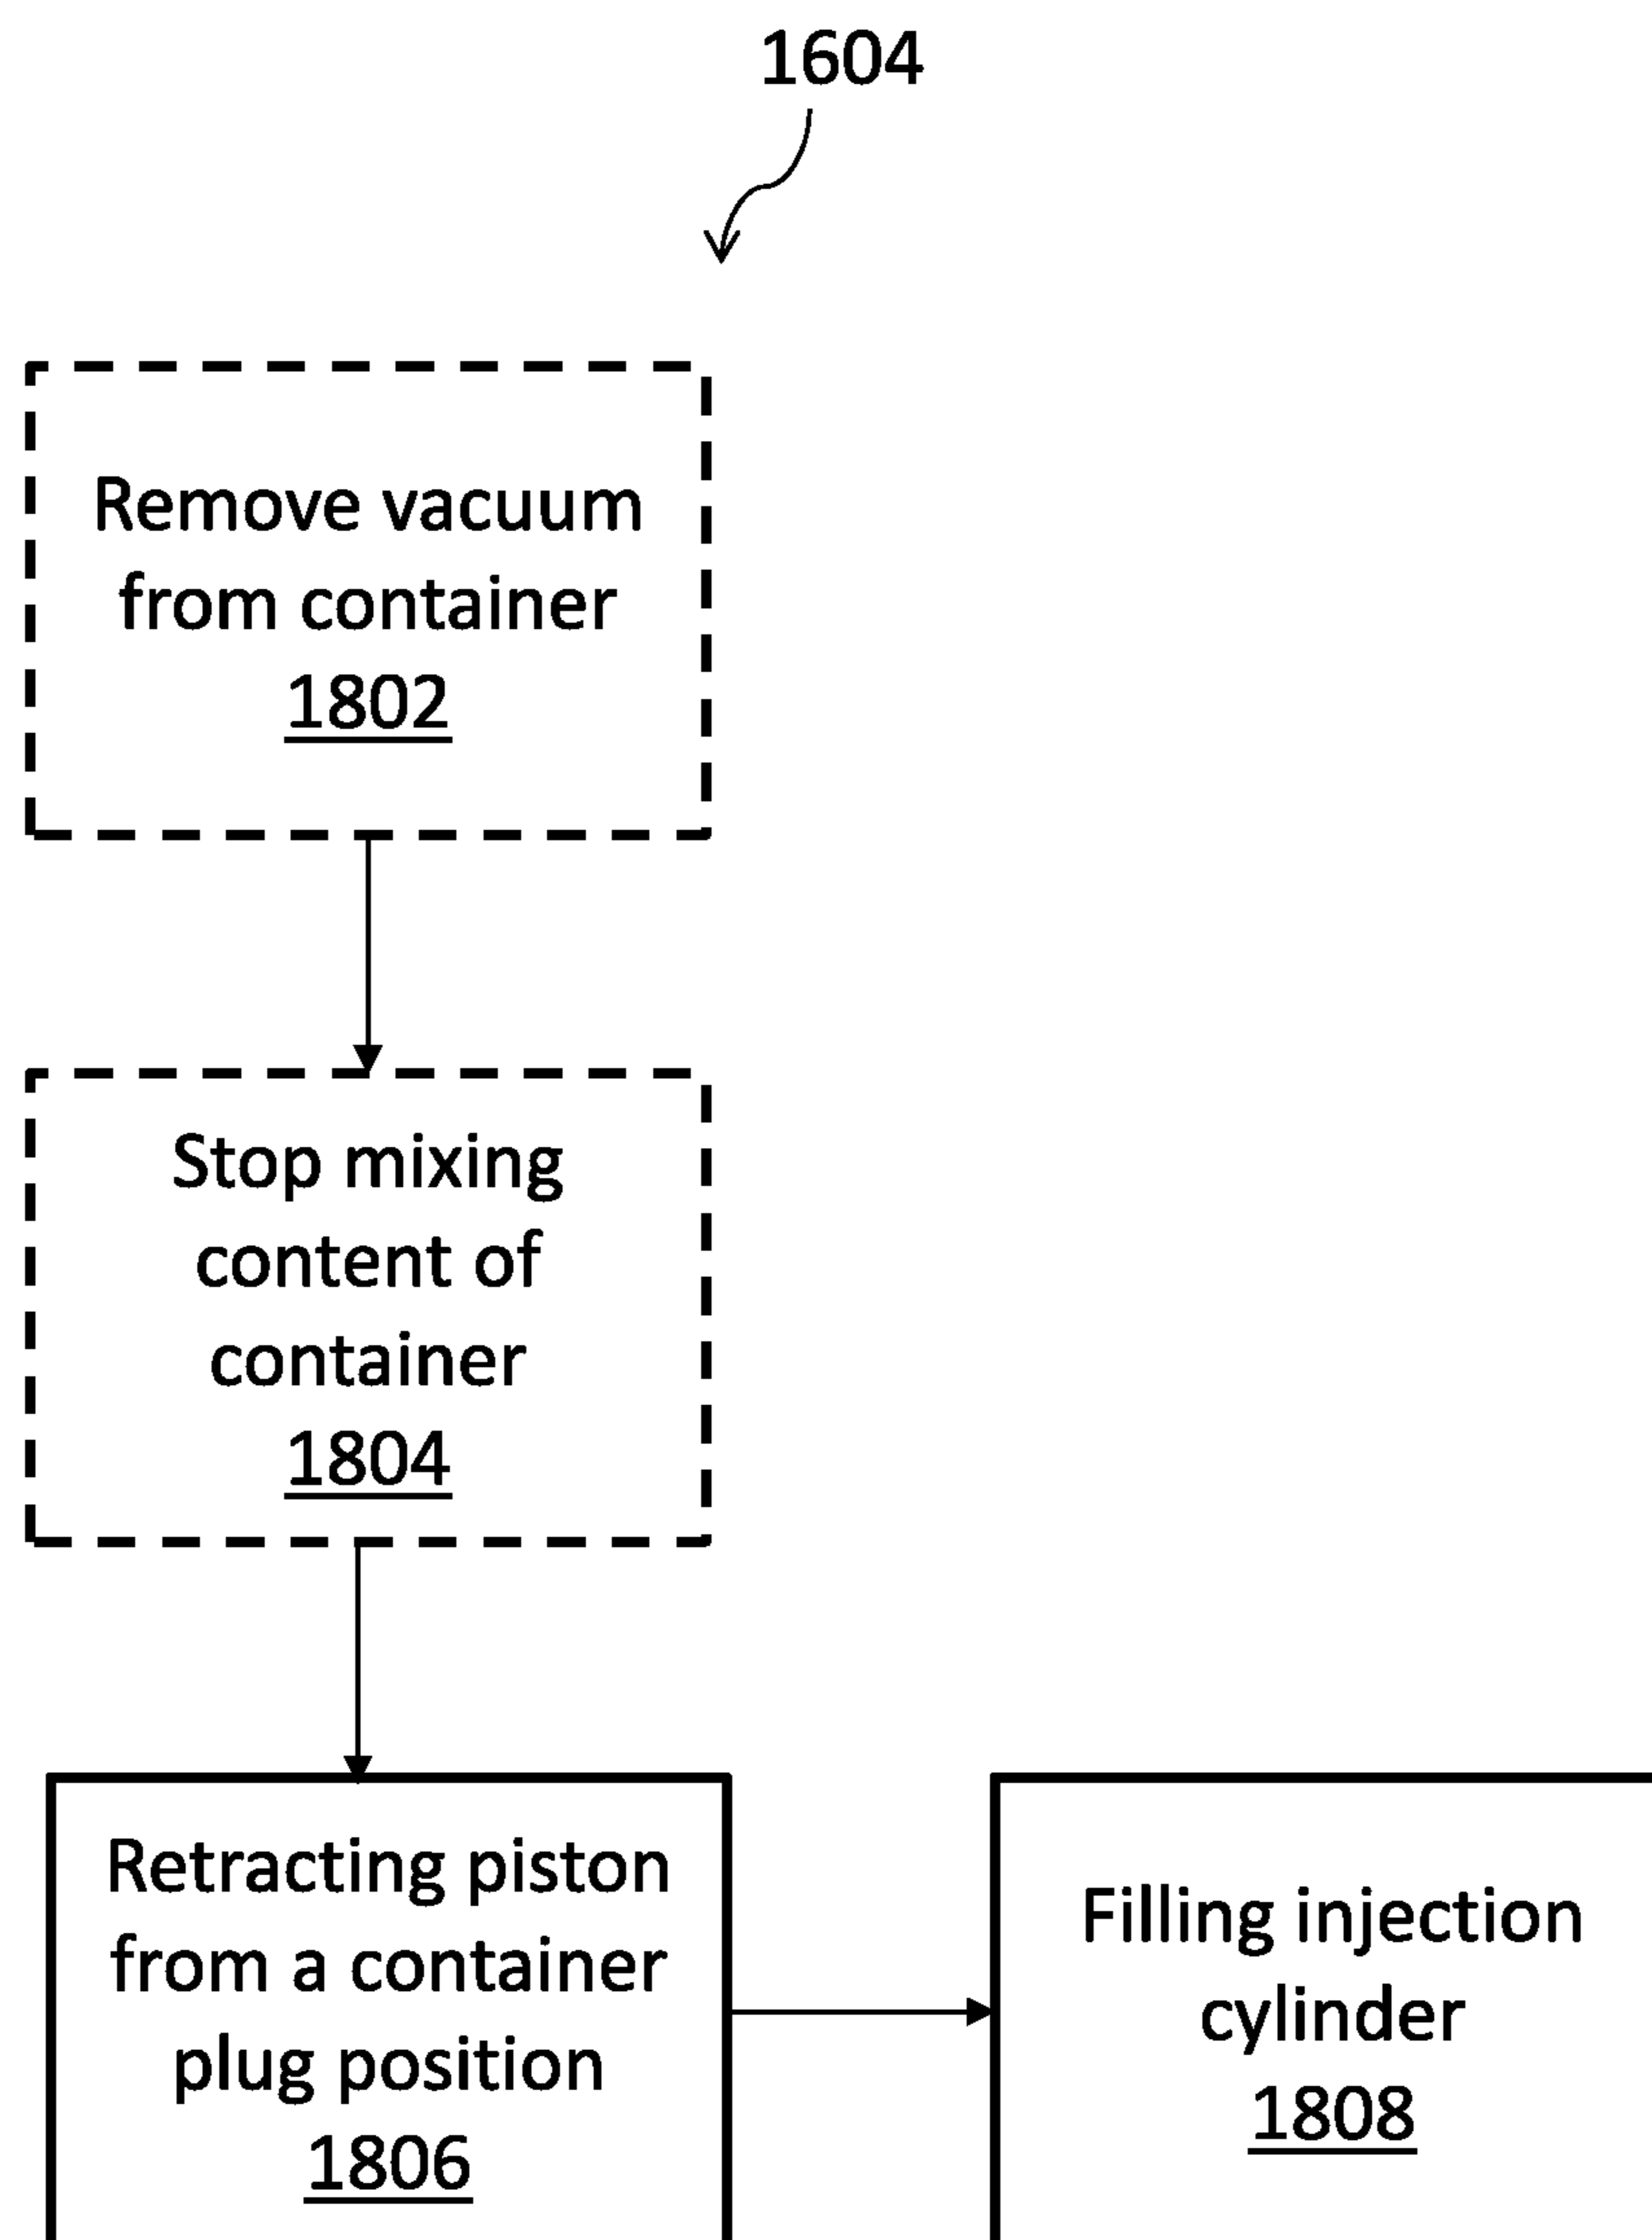 1604
Remove vacuum
from container
1802
Stop mixing
content of
container
1804
Retracting piston
from a container
plug position
1806
Filling injection
cylinder
1808